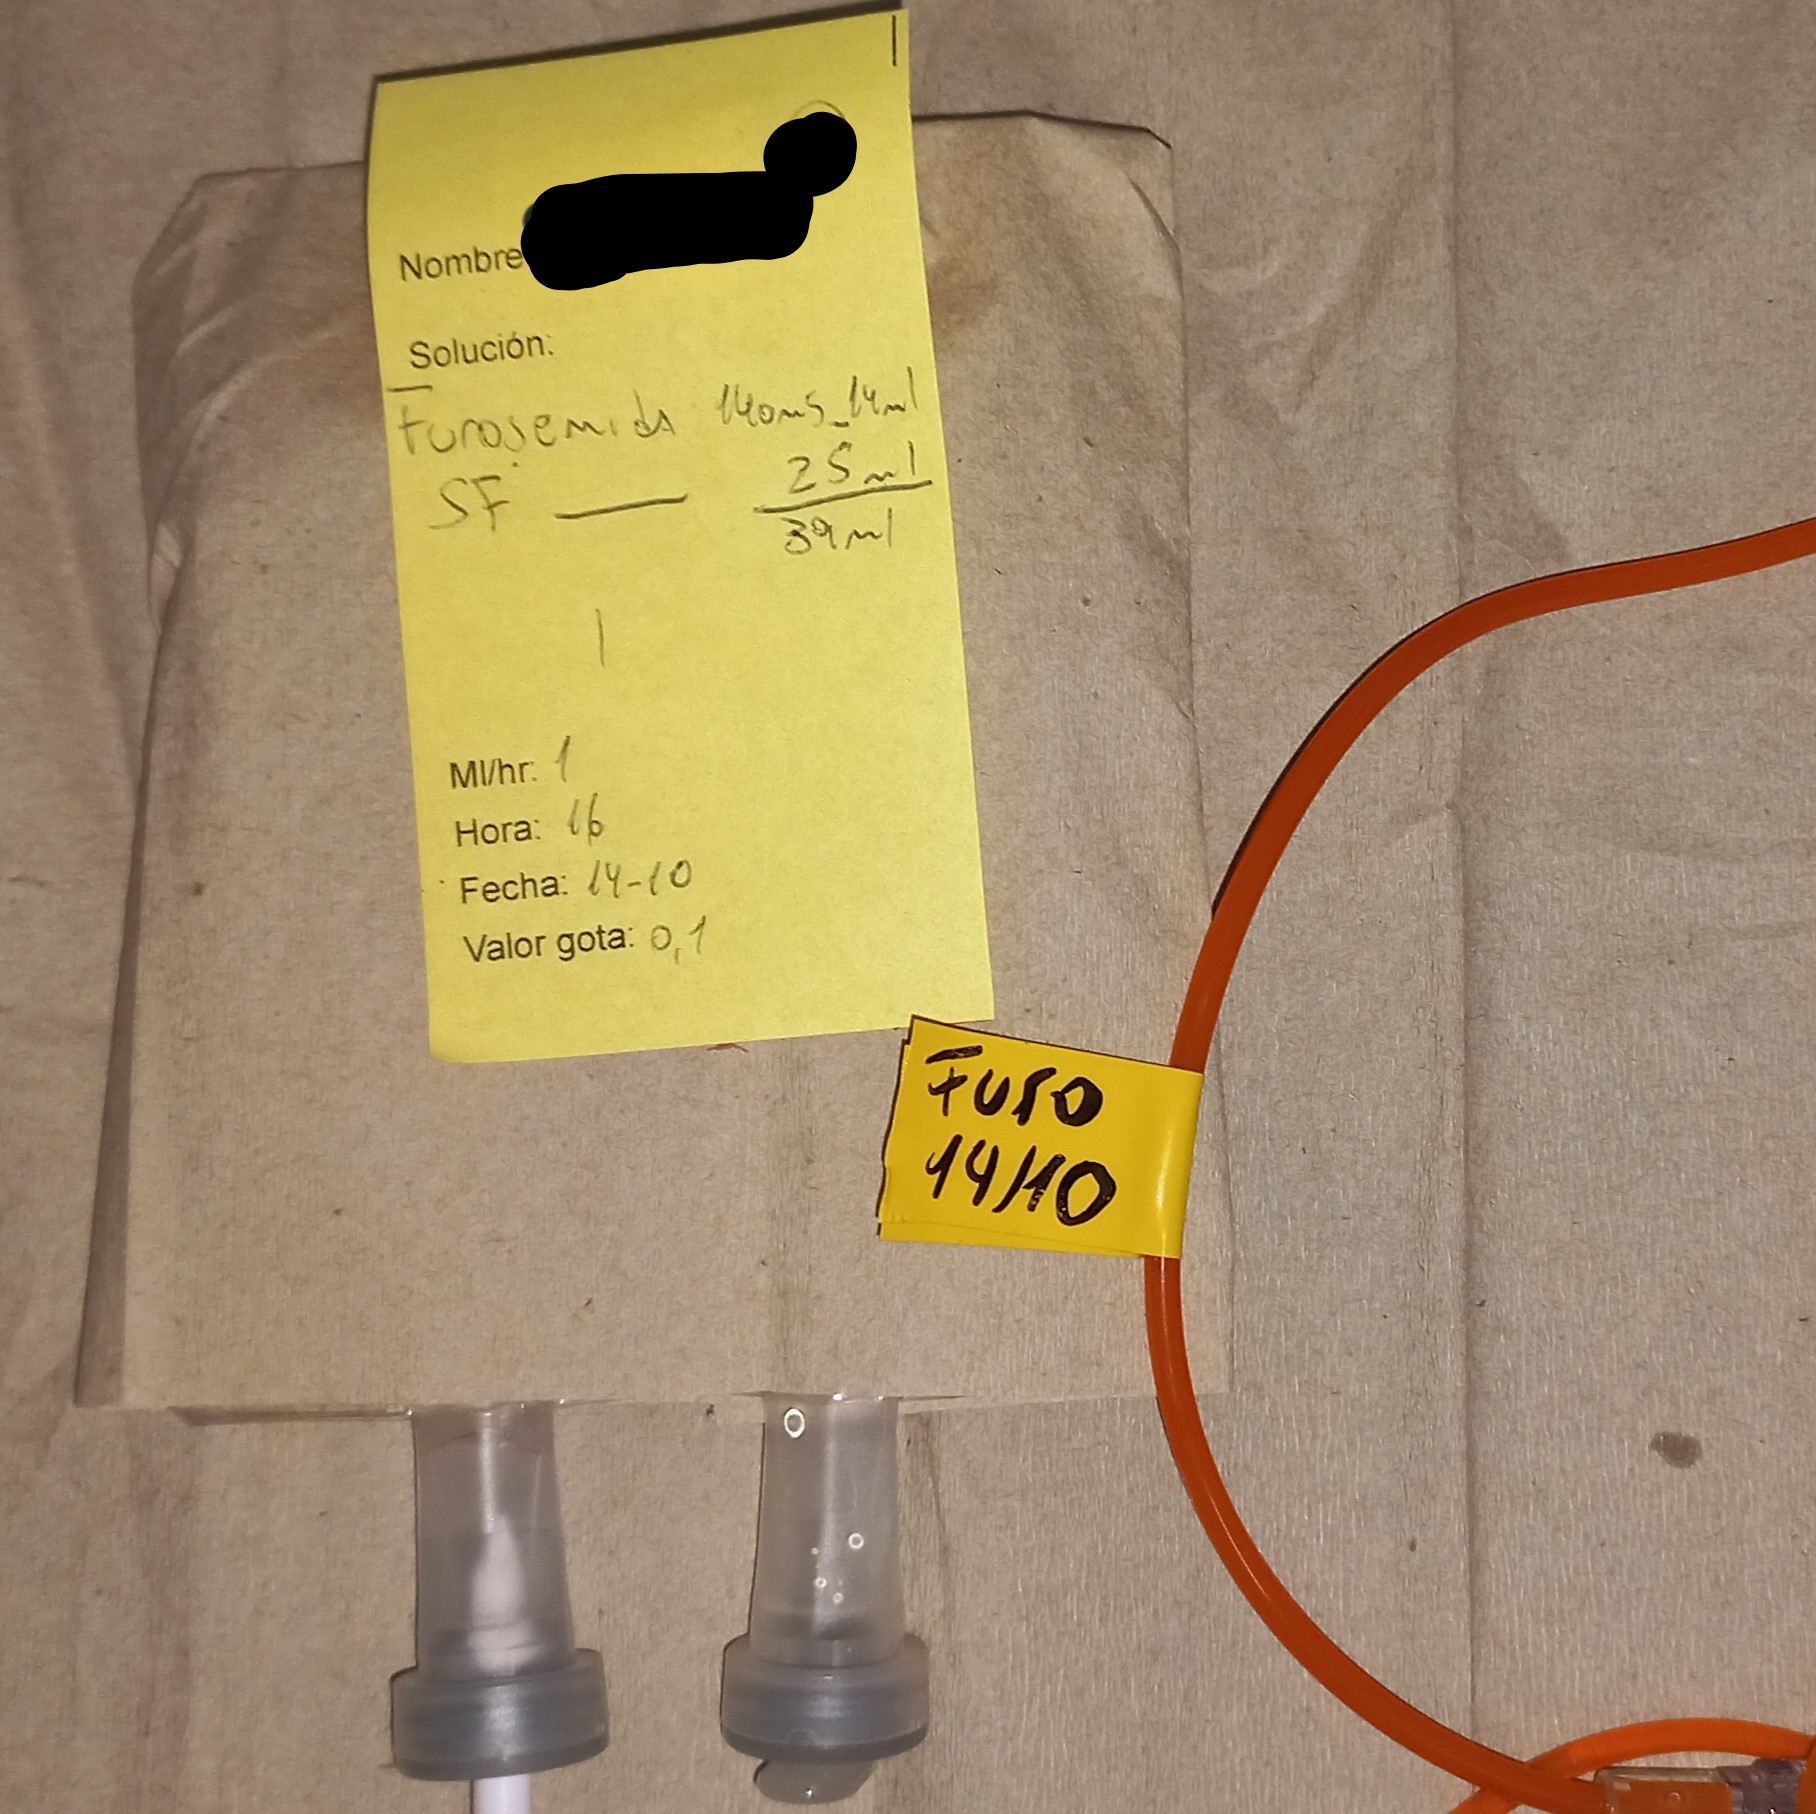 Nombre
Solución:
Furosemida 140mg_14ml
SF — 25ml
39ml
Ml/hr: 1
Hora: 16
Fecha: 14-10
Valor gota: 0,1
FURO
14/10